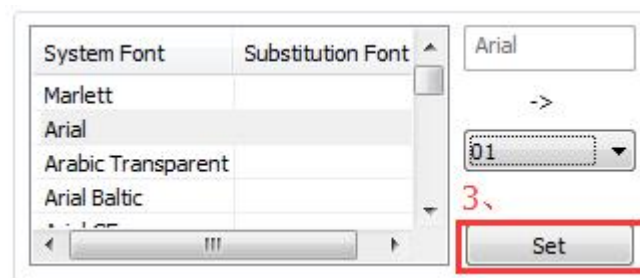 System Font Substitution Font
Marlett
Arial
Arabic Transparent
Arial Baltic
Arial
->
01
3、
Set